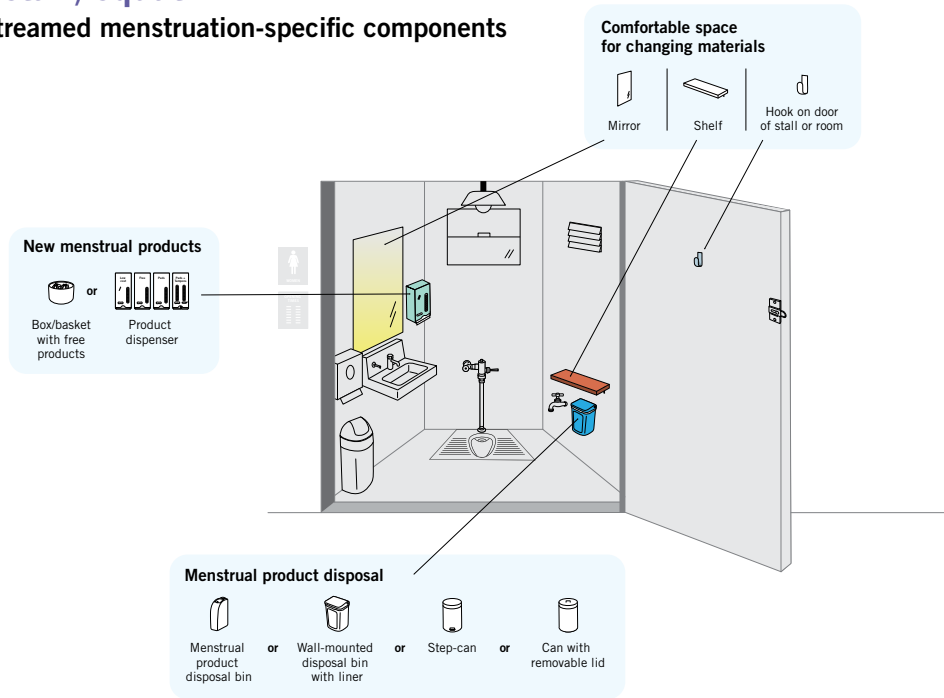 streamed menstruation-specific components
Comfortable space
for changing materials
Mirror
Shelf
Hook on door
of stall or room
New menstrual products
or
Box/basket
with free
products
Product
dispenser
Menstrual product disposal
Menstrual
product
disposal bin
or
Wall-mounted
disposal bin
with liner
or
Step-can
or
Can with
removable lid